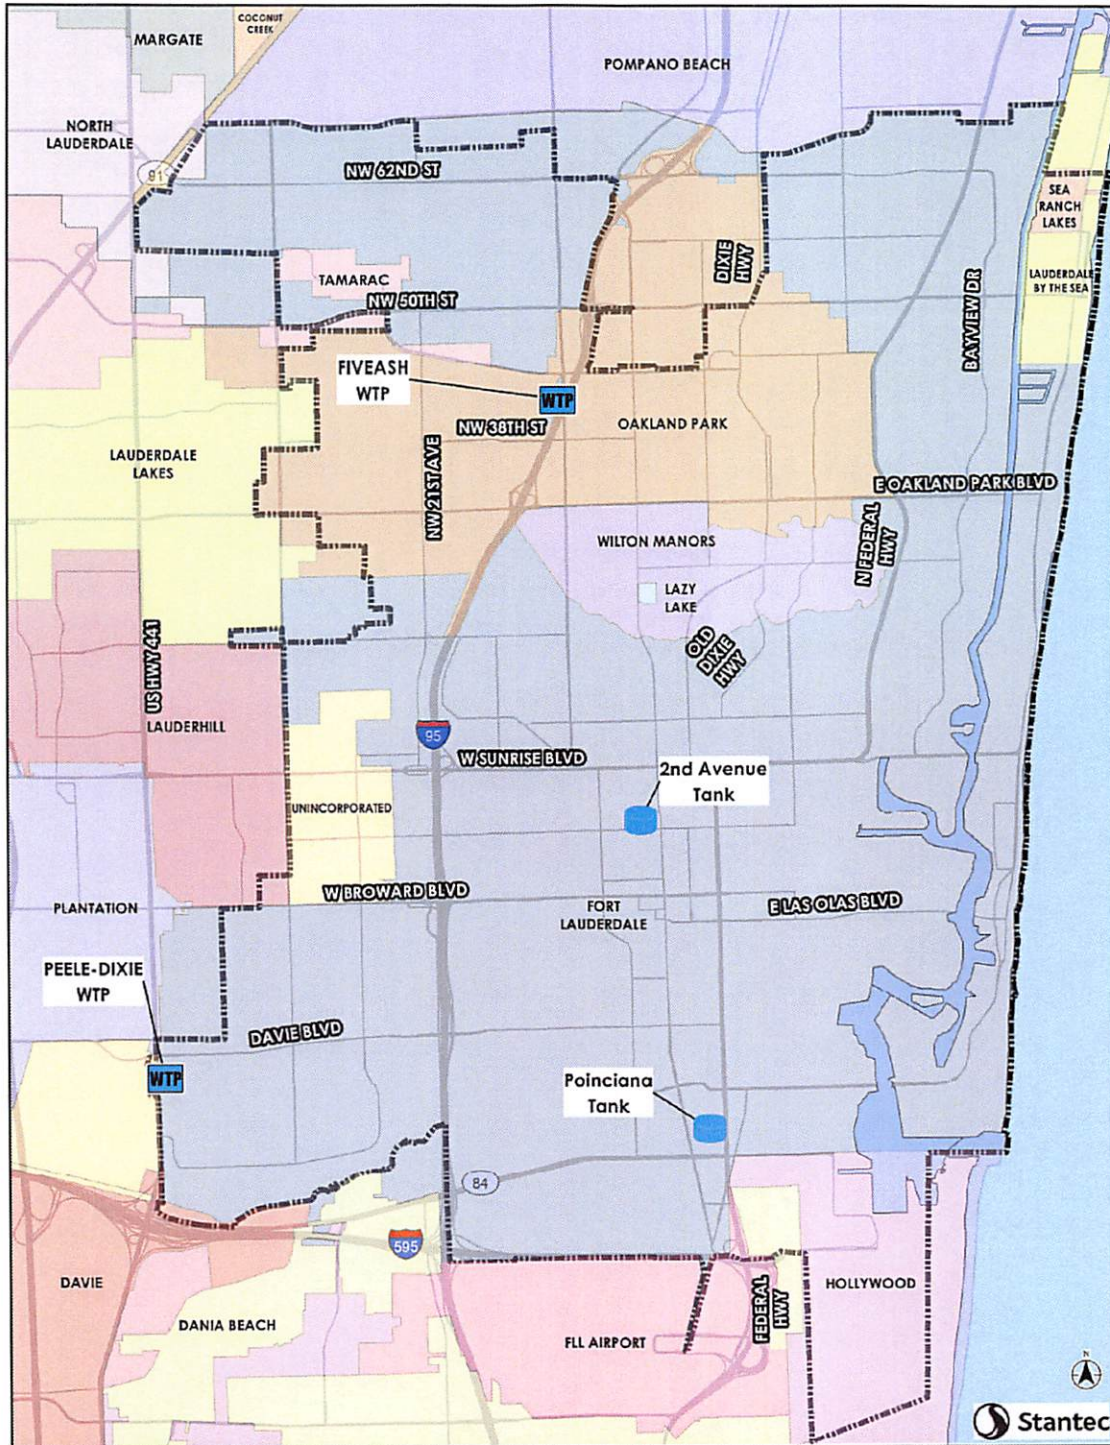 COCONUT
CREEK
MARGATE
POMPANO BEACH
NORTH
LAUDERDALE
91
NW 62ND ST
SEA
RANCH
LAKES
DIXIE
HWY
TAMARAC
LAUDERDALE
BY THE SEA
NW 50TH ST
BAYVIEW DR
FIVEASH
WTP
WTP
NW 38TH ST
OAKLAND PARK
LAUDERDALE
LAKES
NW 21ST AVE
E OAKLAND PARK BLVD
WILTON MANORS
N FEDERAL
HWY
LAZY
LAKE
OLD
DIXIE
HWY
US HWY 441
LAUDERHILL
95
W SUNRISE BLVD
2nd Avenue
Tank
UNINCORPORATED
W BROWARD BLVD
PLANTATION
FORT
LAUDERDALE
E LAS OLAS BLVD
PEELE-DIXIE
WTP
DAVIE BLVD
WTP
Poinciana
Tank
84
595
DAVIE
HOLLYWOOD
FEDERAL
HWY
DANIA BEACH
FLL AIRPORT
N
Stantec